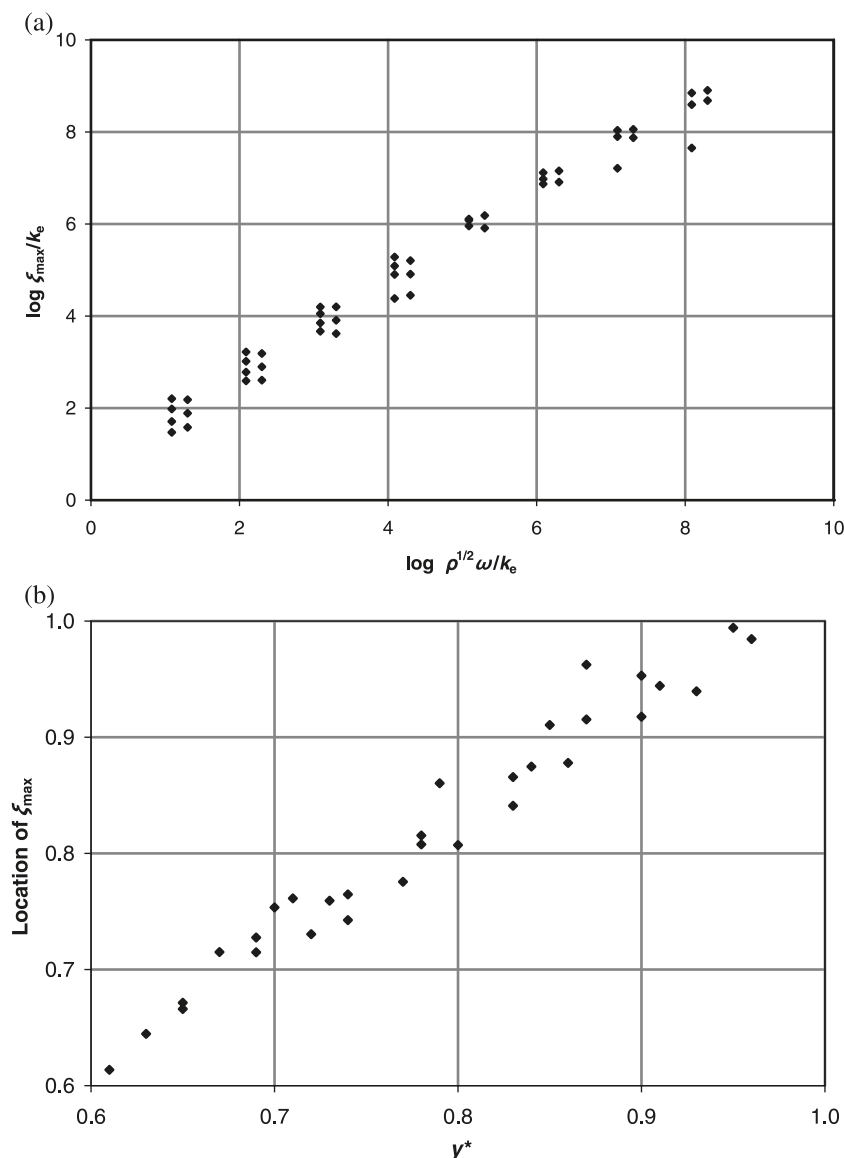 (a)
10
8
6
4
2
0
log ξmax/ke
0 2 4 6 8 10
log ρ1/2ω/ke
(b)
1.0
0.9
0.8
0.7
0.6
Location of ξmax
0.6 0.7 0.8 0.9 1.0
y*